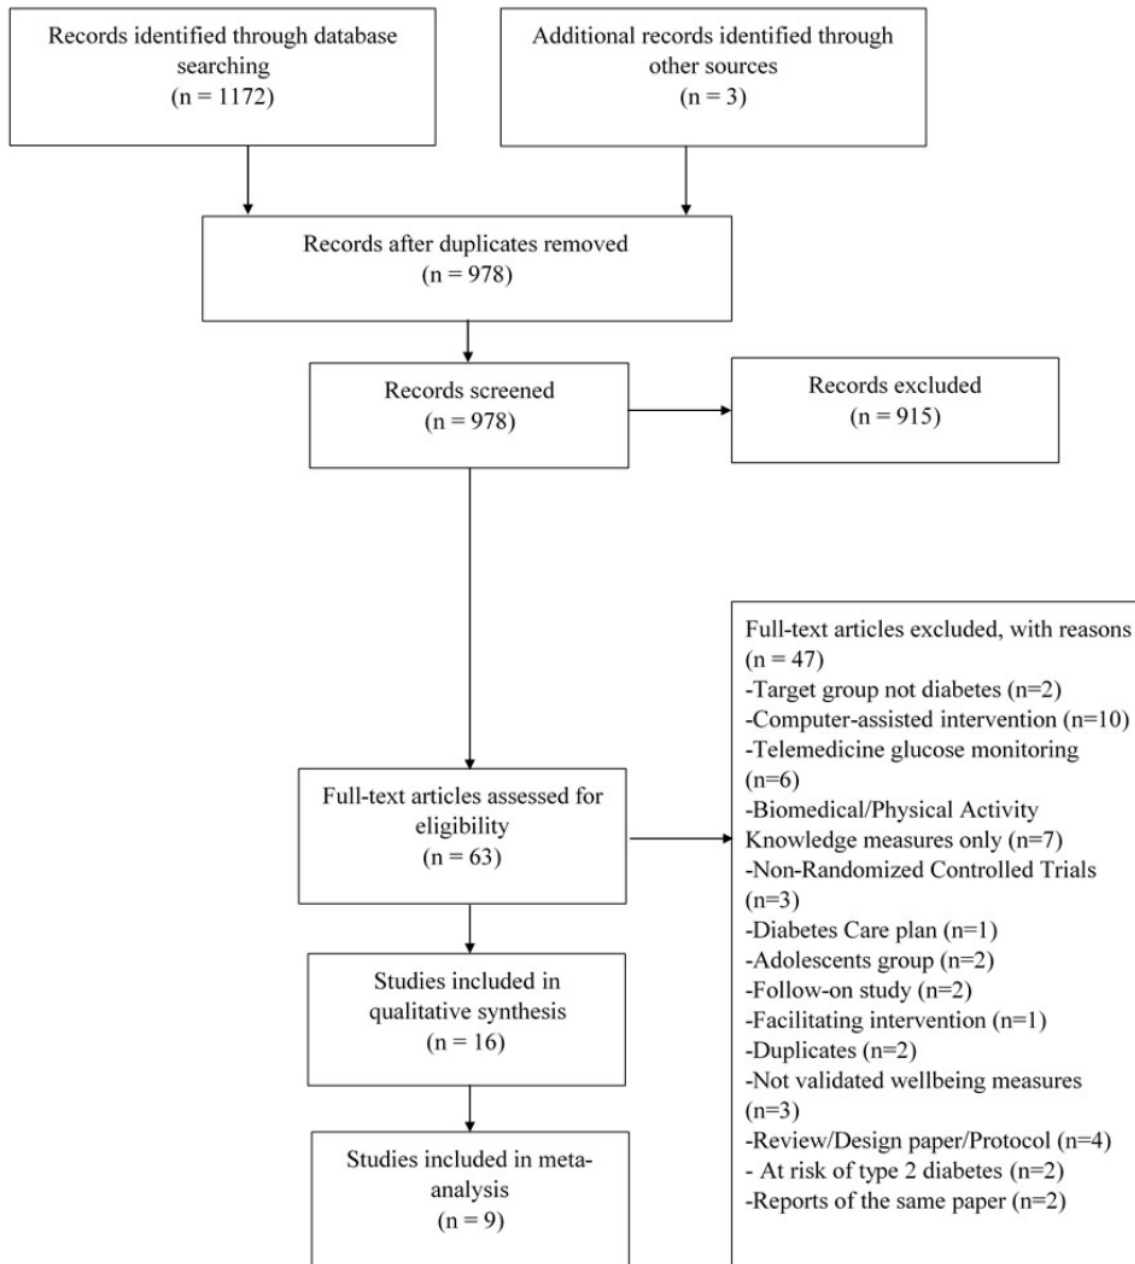 Records identified through database
searching
(n = 1172)
Additional records identified through
other sources
(n = 3)
Records after duplicates removed
(n = 978)
Records screened
(n = 978)
Records excluded
(n = 915)
Full-text articles assessed for
eligibility
(n = 63)
Full-text articles excluded, with reasons
(n = 47)
-Target group not diabetes (n=2)
-Computer-assisted intervention (n=10)
-Telemedicine glucose monitoring
(n=6)
-Biomedical/Physical Activity
Knowledge measures only (n=7)
-Non-Randomized Controlled Trials
(n=3)
-Diabetes Care plan (n=1)
-Adolescents group (n=2)
-Follow-on study (n=2)
-Facilitating intervention (n=1)
-Duplicates (n=2)
-Not validated wellbeing measures
(n=3)
-Review/Design paper/Protocol (n=4)
- At risk of type 2 diabetes (n=2)
-Reports of the same paper (n=2)
Studies included in
qualitative synthesis
(n = 16)
Studies included in meta-
analysis
(n = 9)